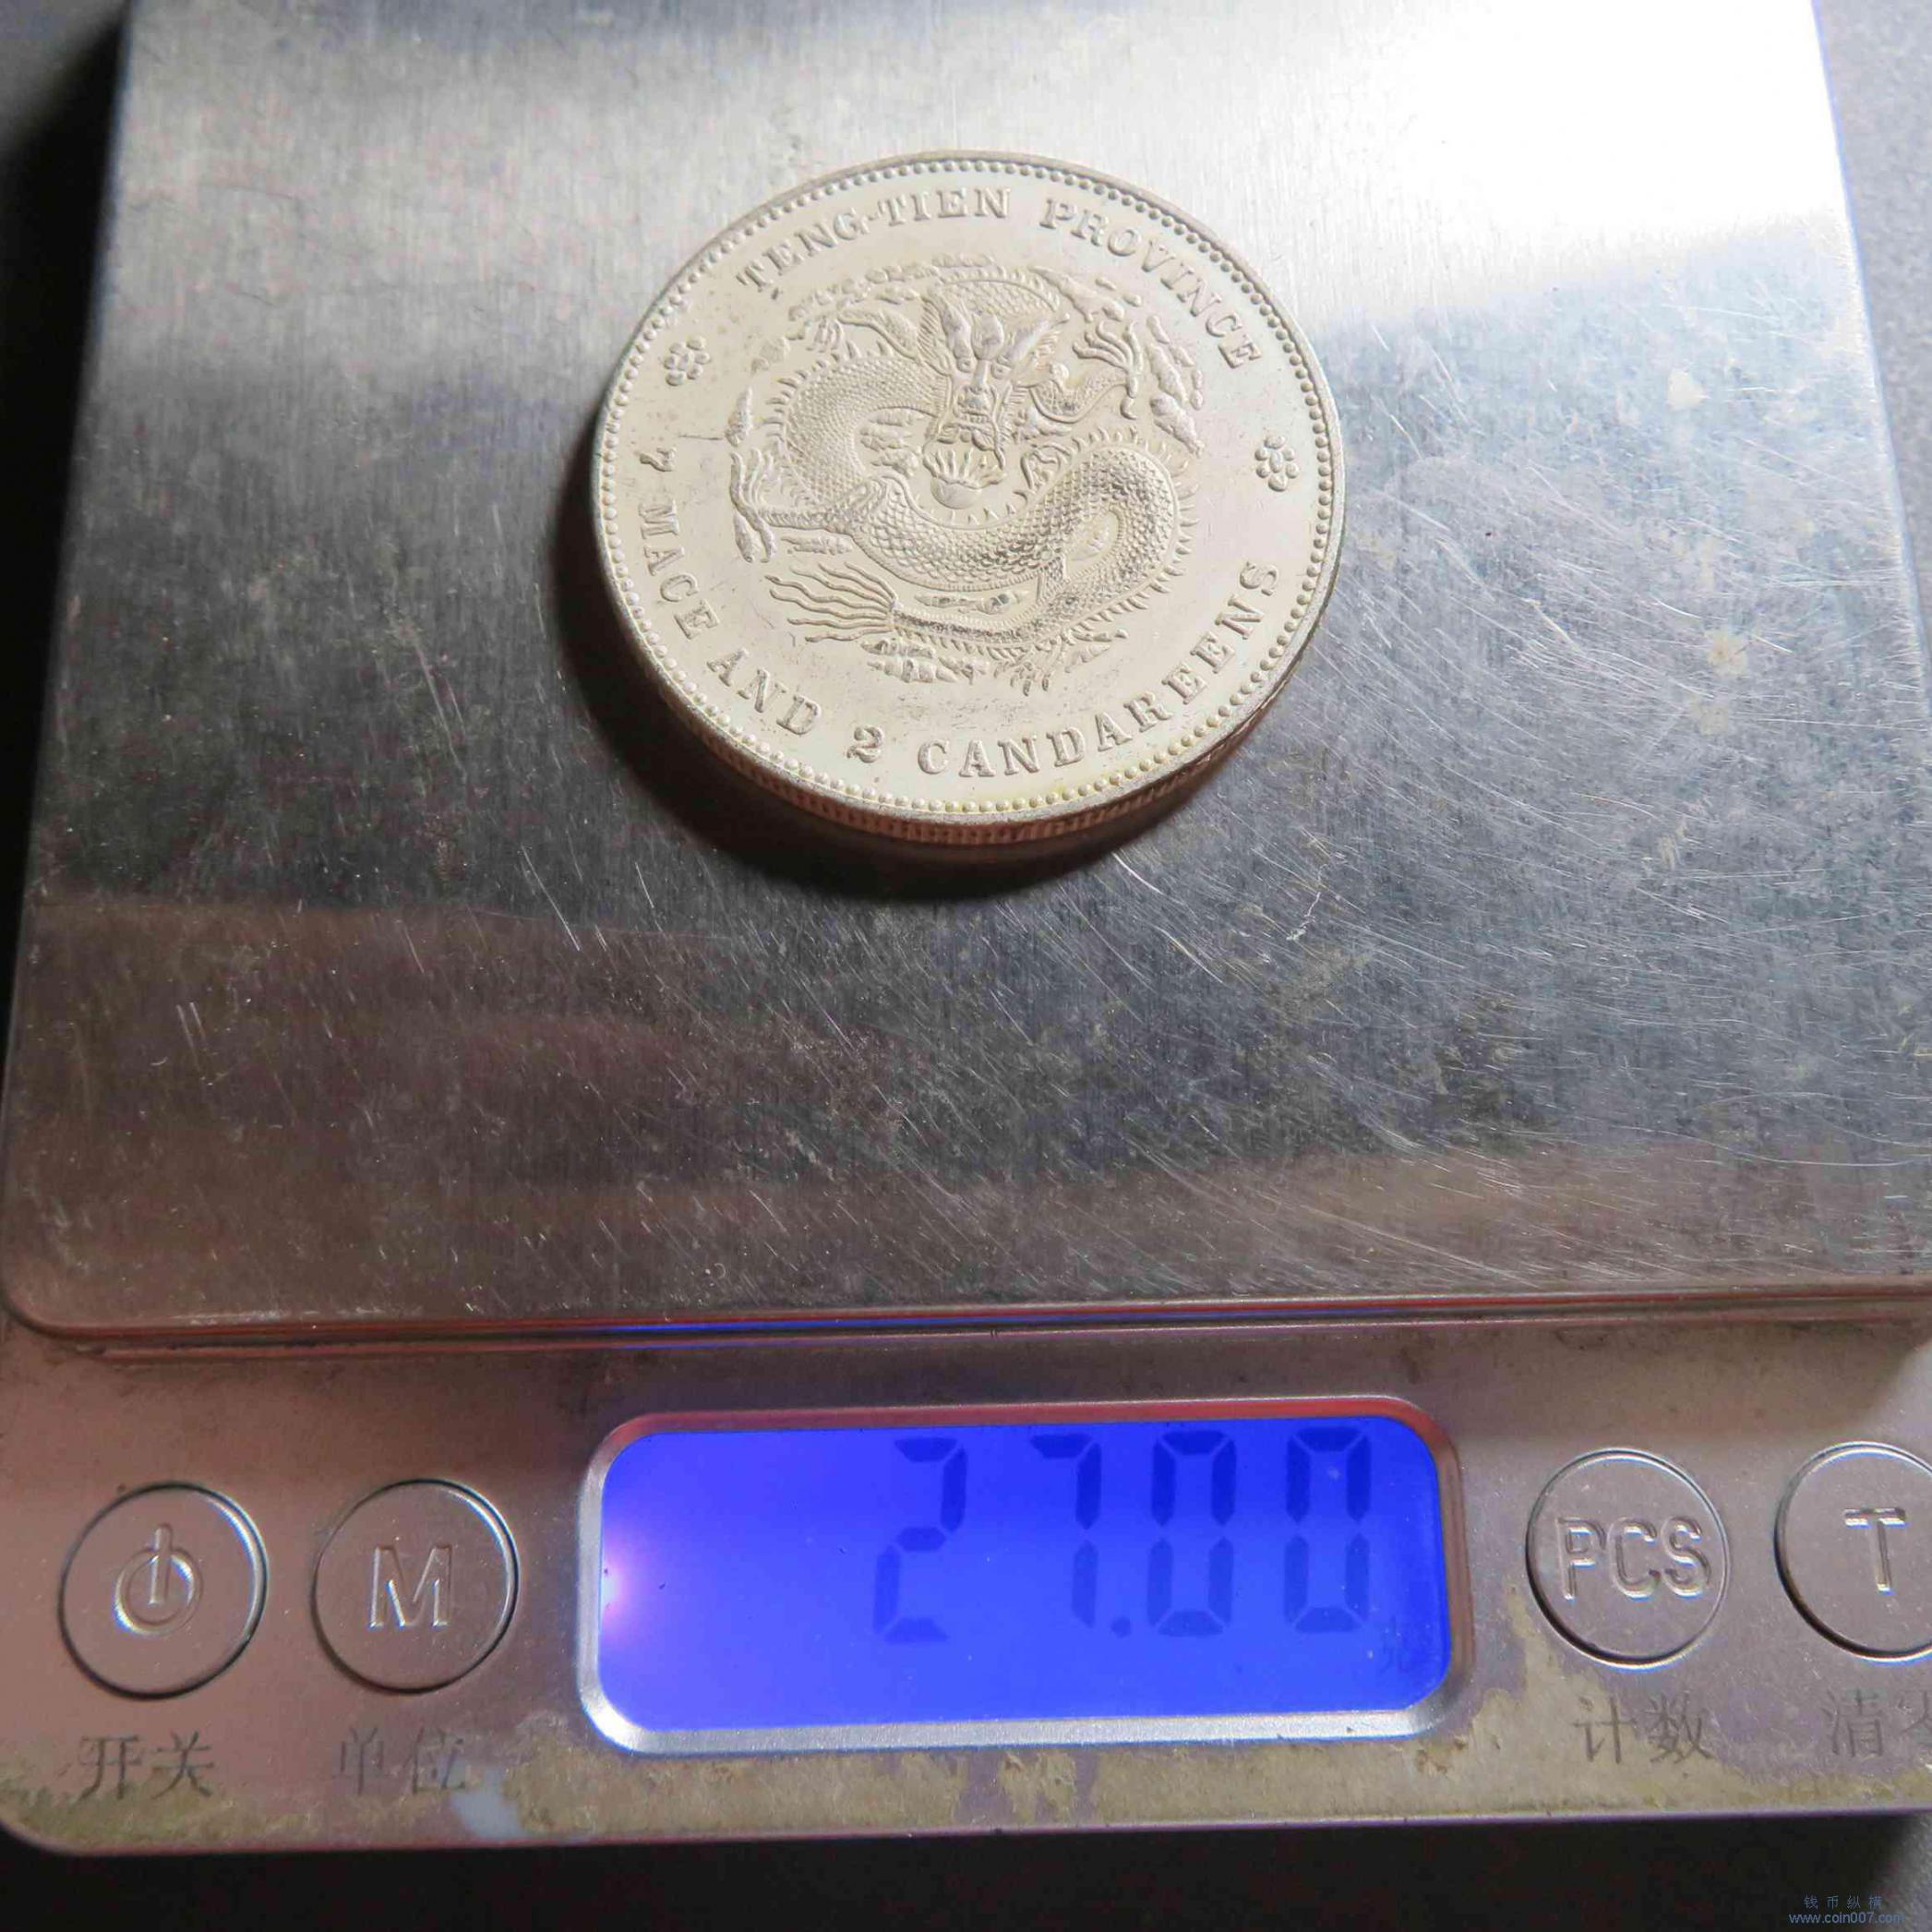 TENG-TIEN PROVINCE
7 MACE AND 2 CANDAREENS
27.00
M
PCS
T
开关
单位
计数
清
钱币纵横
www.coin007.com